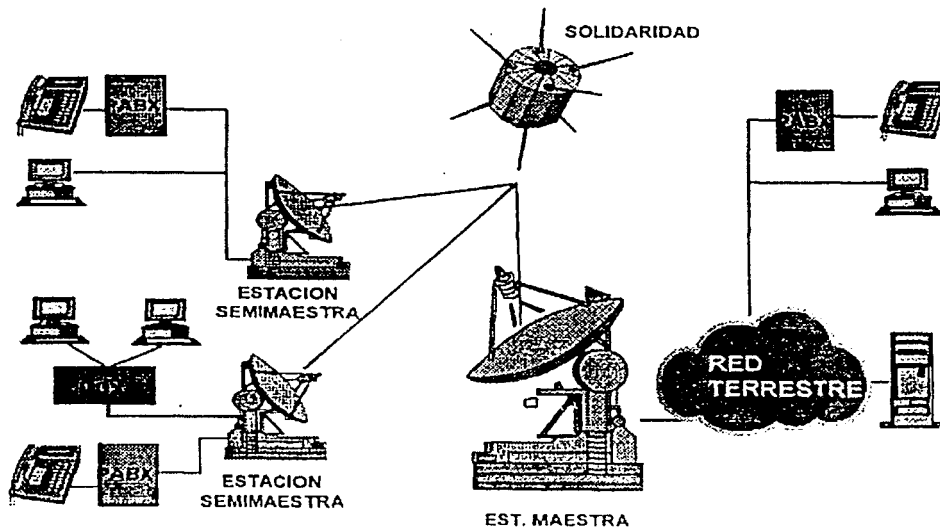 SOLIDARIDAD
PABX
ESTACION
SEMIMAESTRA
RED
TERRESTRE
PABX
ESTACION
SEMIMAESTRA
EST. MAESTRA